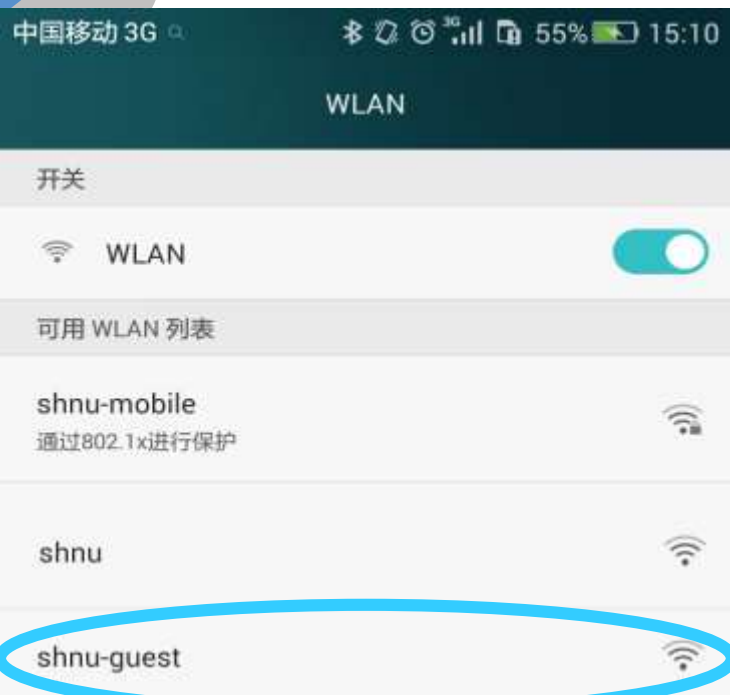 中国移动 3G 3G 55% 15:10
WLAN
开关
WLAN
可用 WLAN 列表
shnu-mobile
通过802.1x进行保护
shnu
shnu-guest